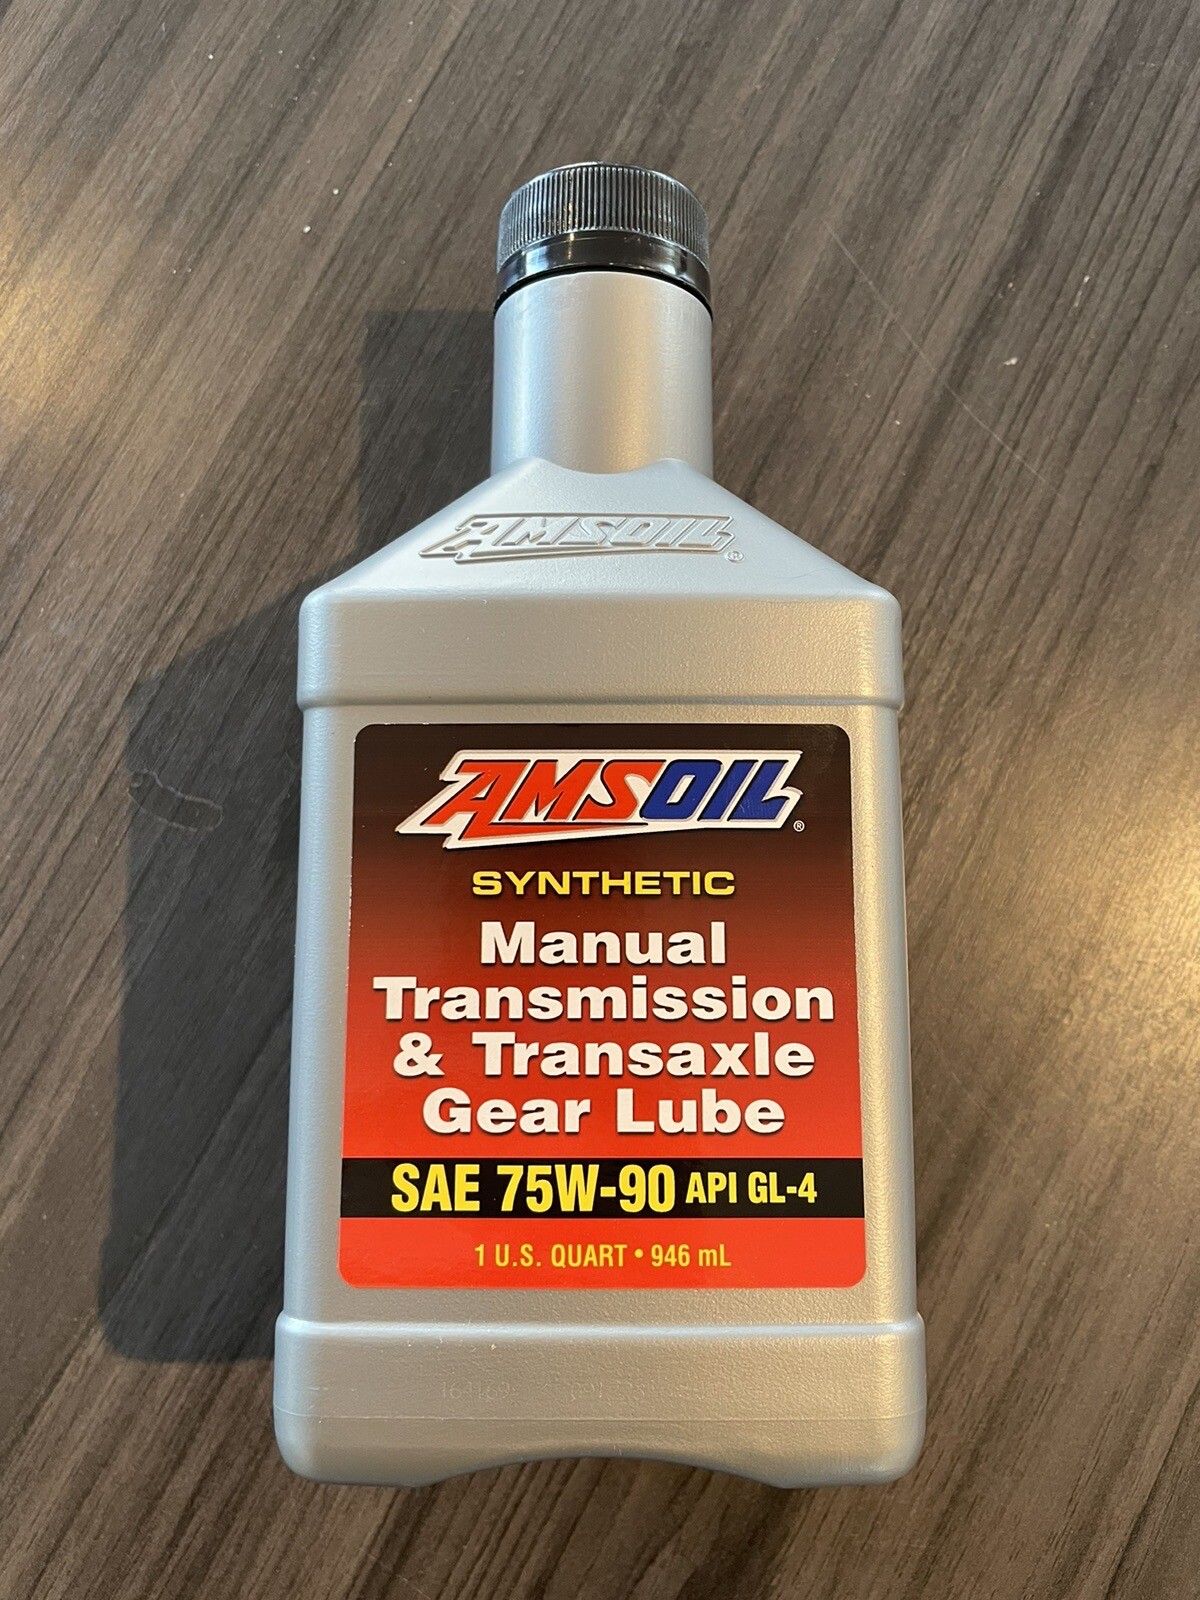 AMSOIL®
AMSOIL®
SYNTHETIC
Manual
Transmission
& Transaxle
Gear Lube
SAE 75W-90 API GL-4
1 U.S. QUART • 946 mL